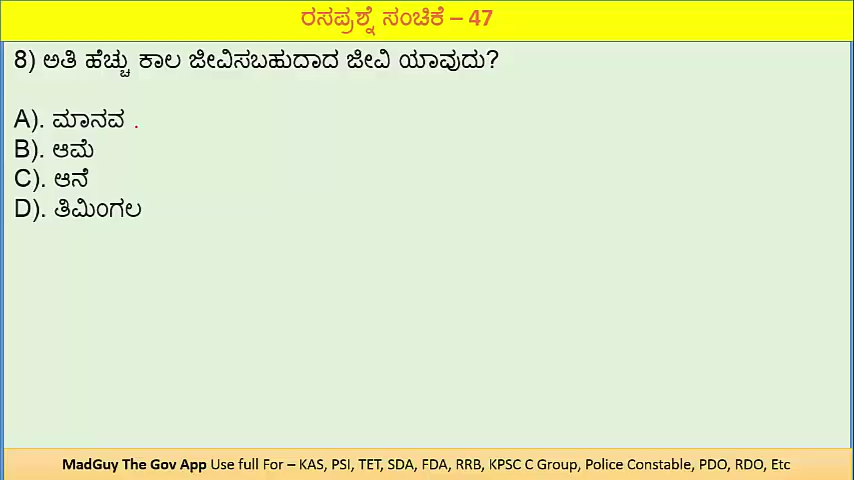 ರಸಪ್ರಶ್ನೆ ಸಂಚಿಕೆ – 47
8) ಅತಿ ಹೆಚ್ಚು ಕಾಲ ಜೀವಿಸಬಹುದಾದ ಜೀವಿ ಯಾವುದು?
A). ಮಾನವ .
B). ಆಮೆ
C). ಆನೆ
D). ತಿಮಿಂಗಲ
MadGuy The Gov App Use full For – KAS, PSI, TET, SDA, FDA, RRB, KPSC C Group, Police Constable, PDO, RDO, Etc